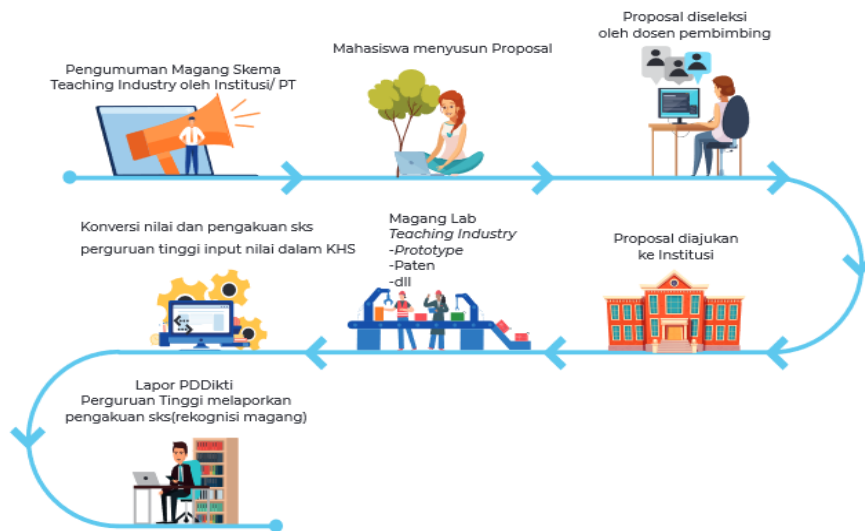 Pengumuman Magang Skema
Teaching Industry oleh Institusi/ PT
Mahasiswa menyusun Proposal
Proposal diseleksi
oleh dosen pembimbing
Proposal diajukan
ke Institusi
Magang Lab
Teaching Industry
-Prototype
-Paten
-dll
Konversi nilai dan pengakuan sks
perguruan tinggi input nilai dalam KHS
Lapor PDDikti
Perguruan Tinggi melaporkan
pengakuan sks(rekognisi magang)